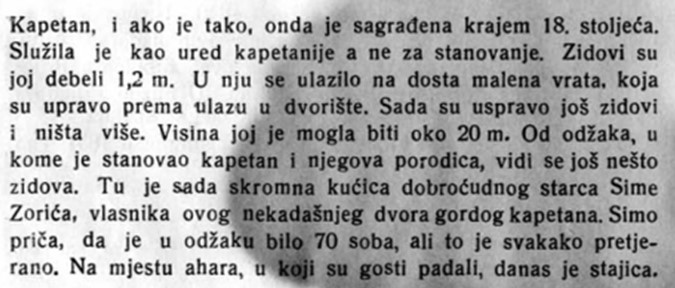 Kapetan, i ako je tako, onda je sagrađena krajem 18. stoljeća.
Služila je kao ured kapetanije a ne za stanovanje. Zidovi su
joj debeli 1,2 m. U nju se ulazilo na dosta malena vrata, koja
su upravo prema ulazu u dvorište. Sada su uspravo još zidovi
i ništa više. Visina joj je mogla biti oko 20 m. Od odžaka, u
kome je stanovao kapetan i njegova porodica, vidi se još nešto
zidova. Tu je sada skromna kućica dobroćudnog starca Sime
Zorića, vlasnika ovog nekadašnjeg dvora gordog kapetana. Simo
priča, da je u odžaku bilo 70 soba, ali to je svakako pretje-
rano. Na mjestu ahara, u koji su gosti padali, danas je stajica.